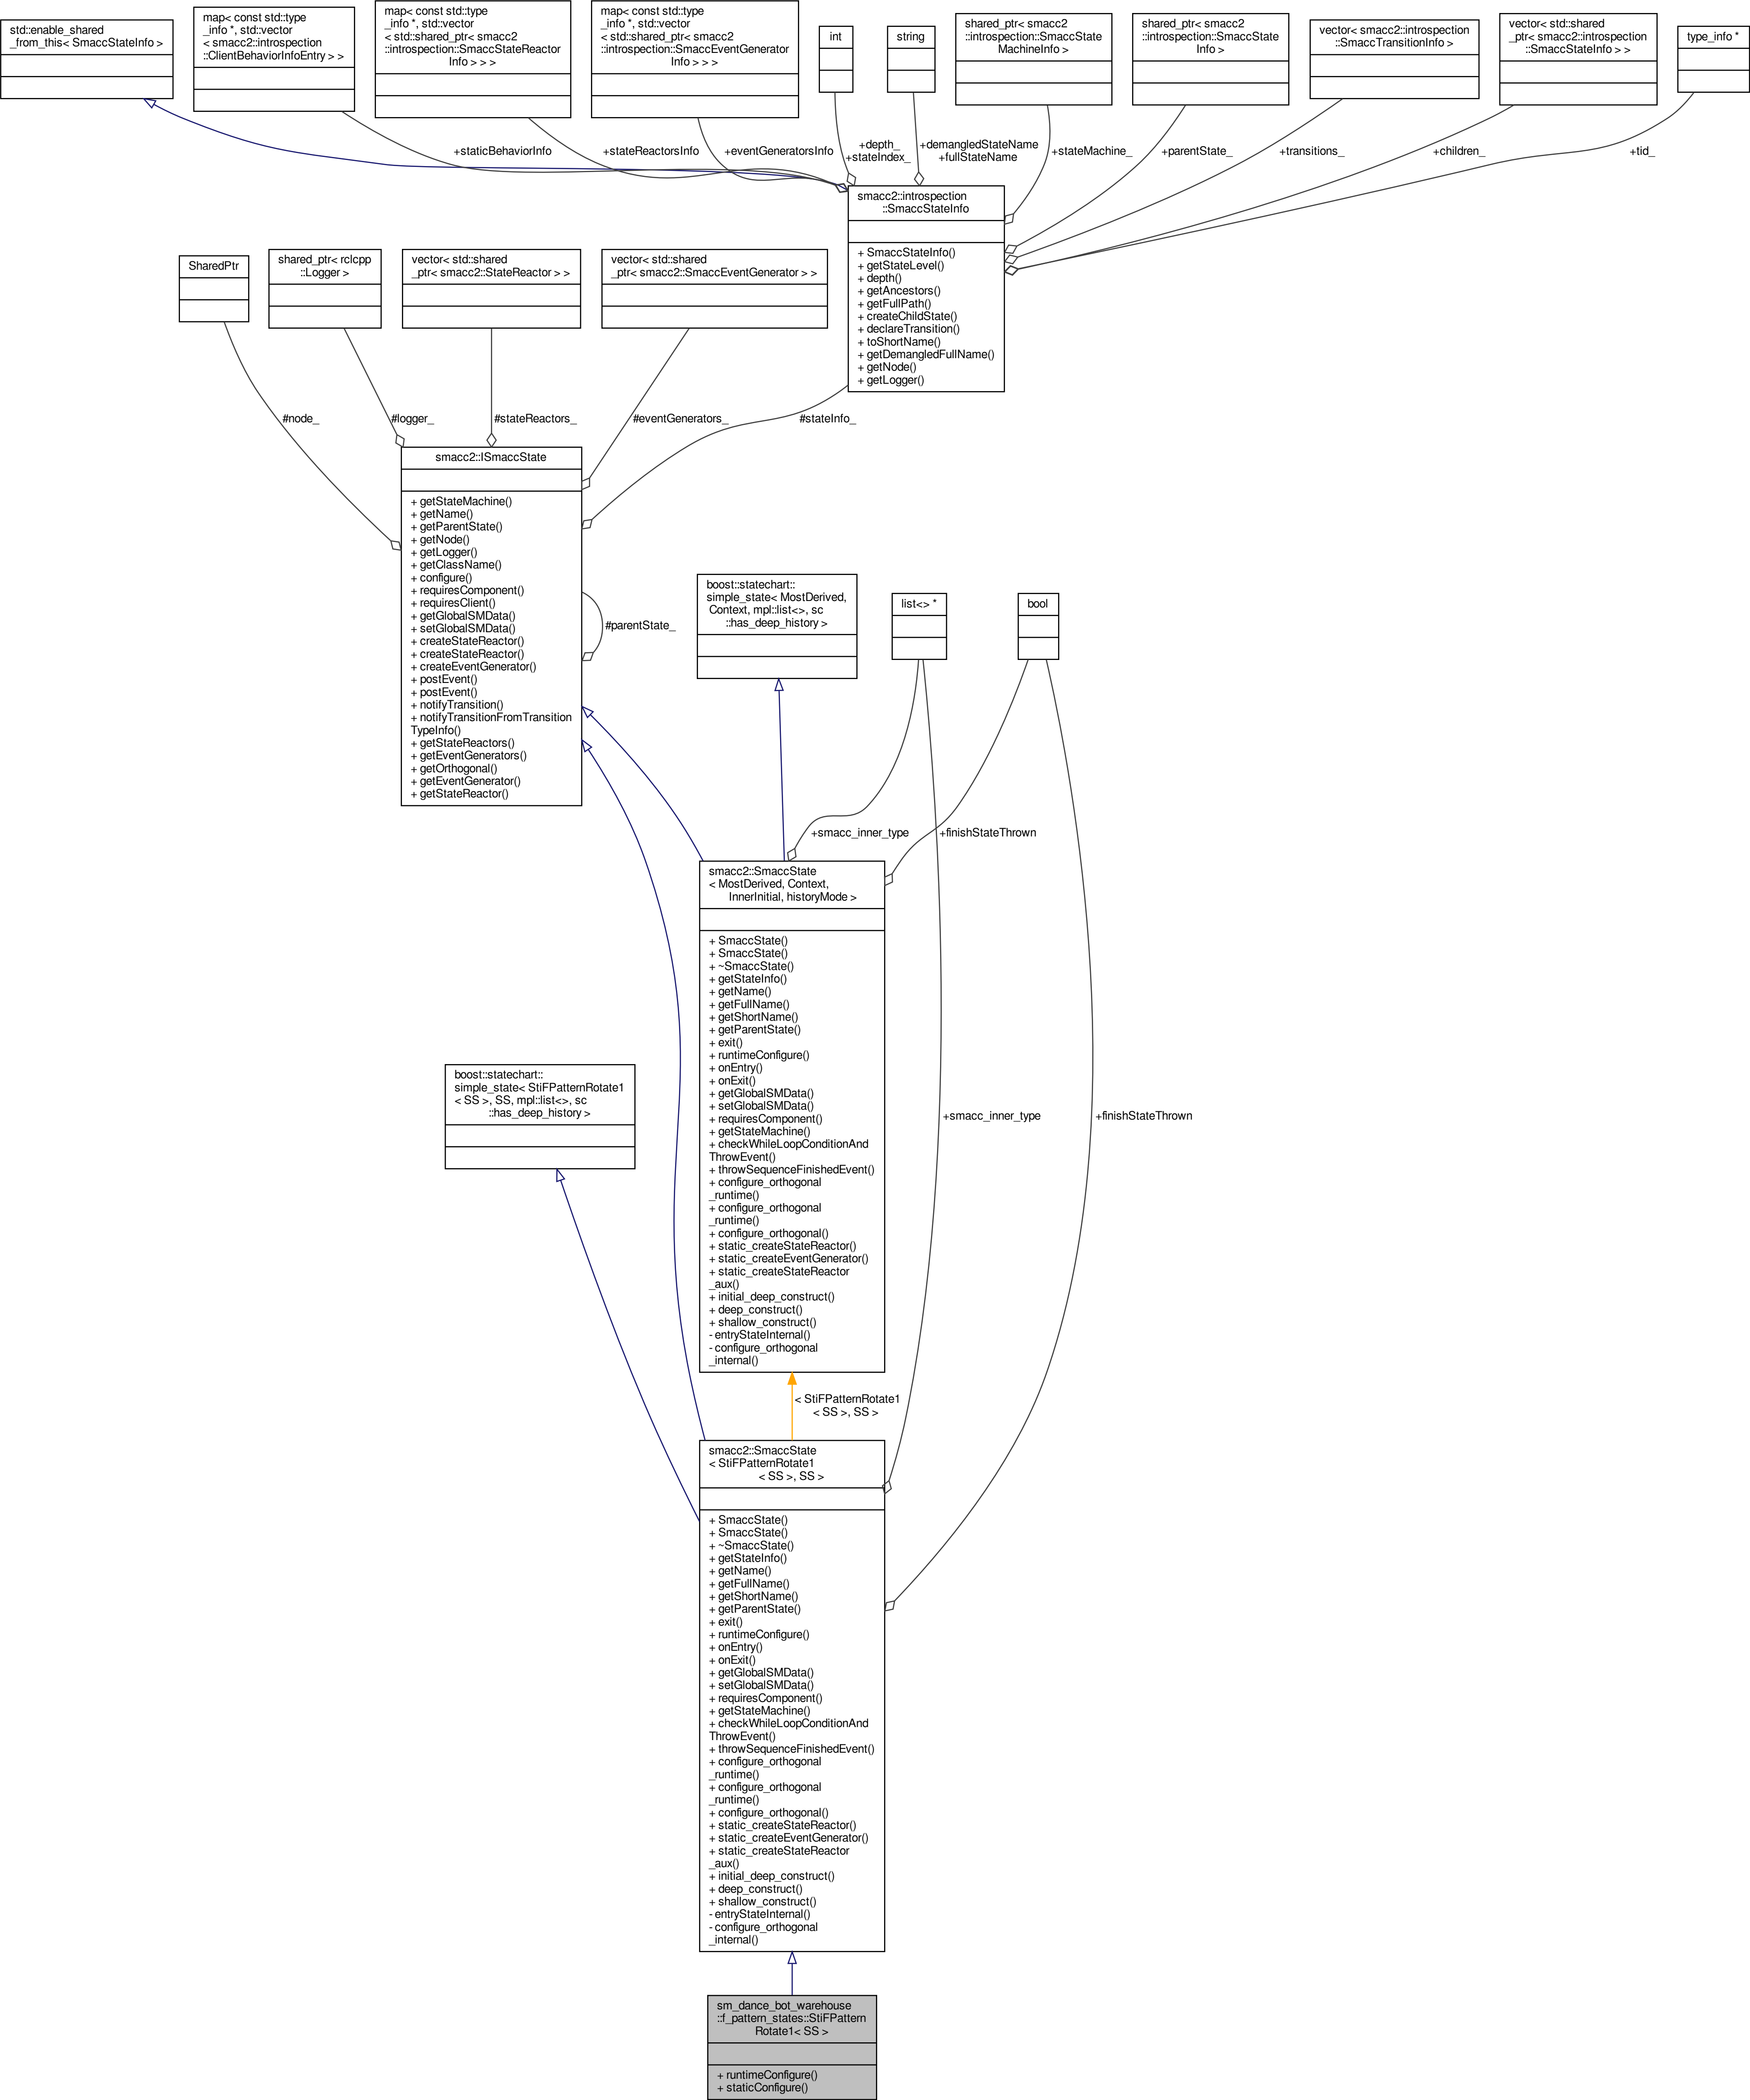 std::enable_shared
_from_this< SmaccStateInfo >
map< const std::type
_info *, std::vector
< smacc2::introspection
::ClientBehaviorInfoEntry > >
map< const std::type
_info *, std::vector
< std::shared_ptr< smacc2
::introspection::SmaccStateReactor
Info > > >
map< const std::type
_info *, std::vector
< std::shared_ptr< smacc2
::introspection::SmaccEventGenerator
Info > > >
int
string
shared_ptr< smacc2
::introspection::SmaccState
MachineInfo >
shared_ptr< smacc2
::introspection::SmaccState
Info >
vector< smacc2::introspection
::SmaccTransitionInfo >
vector< std::shared
_ptr< smacc2::introspection
::SmaccStateInfo > >
type_info *
+staticBehaviorInfo
+stateReactorsInfo
+eventGeneratorsInfo
+depth_
+stateIndex_
+demangledStateName
+fullStateName
+stateMachine_
+parentState_
+transitions_
+children_
+tid_
smacc2::introspection
::SmaccStateInfo
+ SmaccStateInfo()
+ getStateLevel()
+ depth()
+ getAncestors()
+ getFullPath()
+ createChildState()
+ declareTransition()
+ toShortName()
+ getDemangledFullName()
+ getNode()
+ getLogger()
SharedPtr
shared_ptr< rclcpp
::Logger >
vector< std::shared
_ptr< smacc2::StateReactor > >
vector< std::shared
_ptr< smacc2::SmaccEventGenerator > >
#node_
#logger_
#stateReactors_
#eventGenerators_
#stateInfo_
smacc2::ISmaccState
+ getStateMachine()
+ getName()
+ getParentState()
+ getNode()
+ getLogger()
+ getClassName()
+ configure()
+ requiresComponent()
+ requiresClient()
+ getGlobalSMData()
+ setGlobalSMData()
+ createStateReactor()
+ createStateReactor()
+ createEventGenerator()
+ postEvent()
+ postEvent()
+ notifyTransition()
+ notifyTransitionFromTransition
TypeInfo()
+ getStateReactors()
+ getEventGenerators()
+ getOrthogonal()
+ getEventGenerator()
+ getStateReactor()
#parentState_
boost::statechart::
simple_state< MostDerived,
Context, mpl::list<>, sc
::has_deep_history >
list<> *
bool
+smacc_inner_type
+finishStateThrown
smacc2::SmaccState
< MostDerived, Context,
InnerInitial, historyMode >
+ SmaccState()
+ SmaccState()
+ ~SmaccState()
+ getStateInfo()
+ getName()
+ getFullName()
+ getShortName()
+ getParentState()
+ exit()
+ runtimeConfigure()
+ onEntry()
+ onExit()
+ getGlobalSMData()
+ setGlobalSMData()
+ requiresComponent()
+ getStateMachine()
+ checkWhileLoopConditionAnd
ThrowEvent()
+ throwSequenceFinishedEvent()
+ configure_orthogonal
_runtime()
+ configure_orthogonal
_runtime()
+ configure_orthogonal()
+ static_createStateReactor()
+ static_createEventGenerator()
+ static_createStateReactor
_aux()
+ initial_deep_construct()
+ deep_construct()
+ shallow_construct()
- entryStateInternal()
- configure_orthogonal
_internal()
boost::statechart::
simple_state< StiFPatternRotate1
< SS >, SS, mpl::list<>, sc
::has_deep_history >
+smacc_inner_type
+finishStateThrown
< StiFPatternRotate1
< SS >, SS >
smacc2::SmaccState
< StiFPatternRotate1
< SS >, SS >
+ SmaccState()
+ SmaccState()
+ ~SmaccState()
+ getStateInfo()
+ getName()
+ getFullName()
+ getShortName()
+ getParentState()
+ exit()
+ runtimeConfigure()
+ onEntry()
+ onExit()
+ getGlobalSMData()
+ setGlobalSMData()
+ requiresComponent()
+ getStateMachine()
+ checkWhileLoopConditionAnd
ThrowEvent()
+ throwSequenceFinishedEvent()
+ configure_orthogonal
_runtime()
+ configure_orthogonal
_runtime()
+ configure_orthogonal()
+ static_createStateReactor()
+ static_createEventGenerator()
+ static_createStateReactor
_aux()
+ initial_deep_construct()
+ deep_construct()
+ shallow_construct()
- entryStateInternal()
- configure_orthogonal
_internal()
sm_dance_bot_warehouse
::f_pattern_states::StiFPattern
Rotate1< SS >
+ runtimeConfigure()
+ staticConfigure()